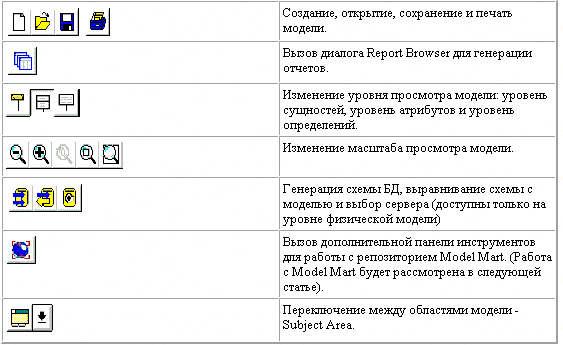 Создание, открытие, сохранение и печать
модели.
Вызов диалога Report Browser для генерации
отчетов.
Изменение уровня просмотра модели: уровень
сущностей, уровень атрибутов и уровень
определений.
Изменение масштаба просмотра модели.
Генерация схемы БД, выравнивание схемы с
моделью и выбор сервера (доступны только на
уровне физической модели)
Вызов дополнительной панели инструментов
для работы с репозиторием Model Mart. (Работа
с Model Mart будет рассмотрена в следующей
статье).
Переключение между областями модели -
Subject Area.